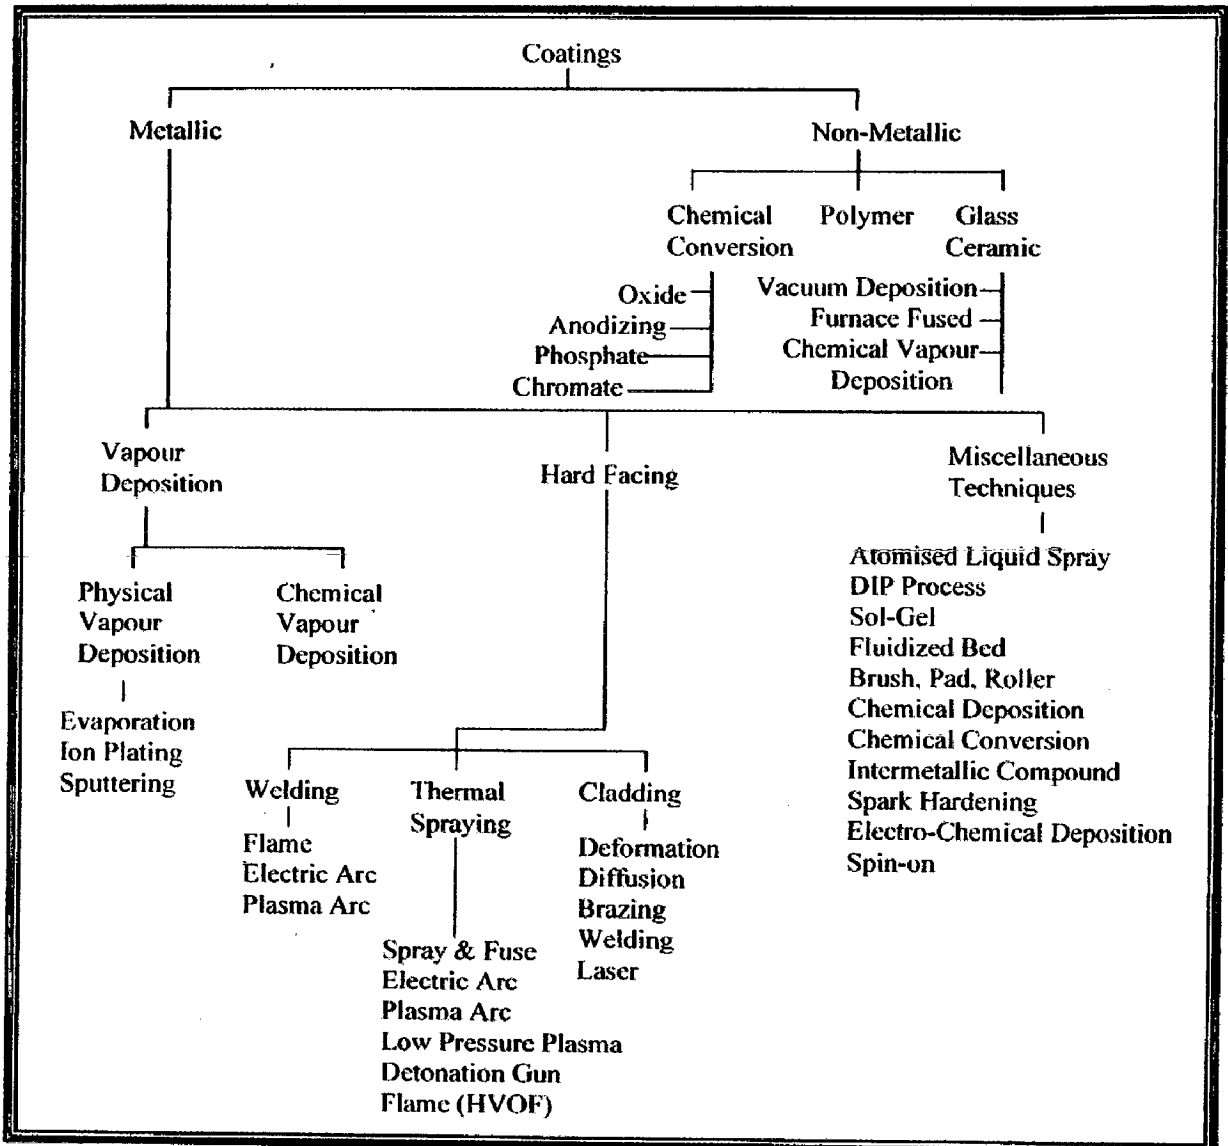 Coatings
Metallic
Non-Metallic
Chemical
Conversion
Polymer
Glass
Ceramic
Oxide
Anodizing
Phosphate
Chromate
Vacuum Deposition
Furnace Fused
Chemical Vapour
Deposition
Vapour
Deposition
Hard Facing
Miscellaneous
Techniques
Physical
Vapour
Deposition
Chemical
Vapour
Deposition
Evaporation
Ion Plating
Sputtering
Welding
Flame
Electric Arc
Plasma Arc
Thermal
Spraying
Spray & Fuse
Electric Arc
Plasma Arc
Low Pressure Plasma
Detonation Gun
Flame (HVOF)
Cladding
Deformation
Diffusion
Brazing
Welding
Laser
Atomised Liquid Spray
DIP Process
Sol-Gel
Fluidized Bed
Brush, Pad, Roller
Chemical Deposition
Chemical Conversion
Intermetallic Compound
Spark Hardening
Electro-Chemical Deposition
Spin-on